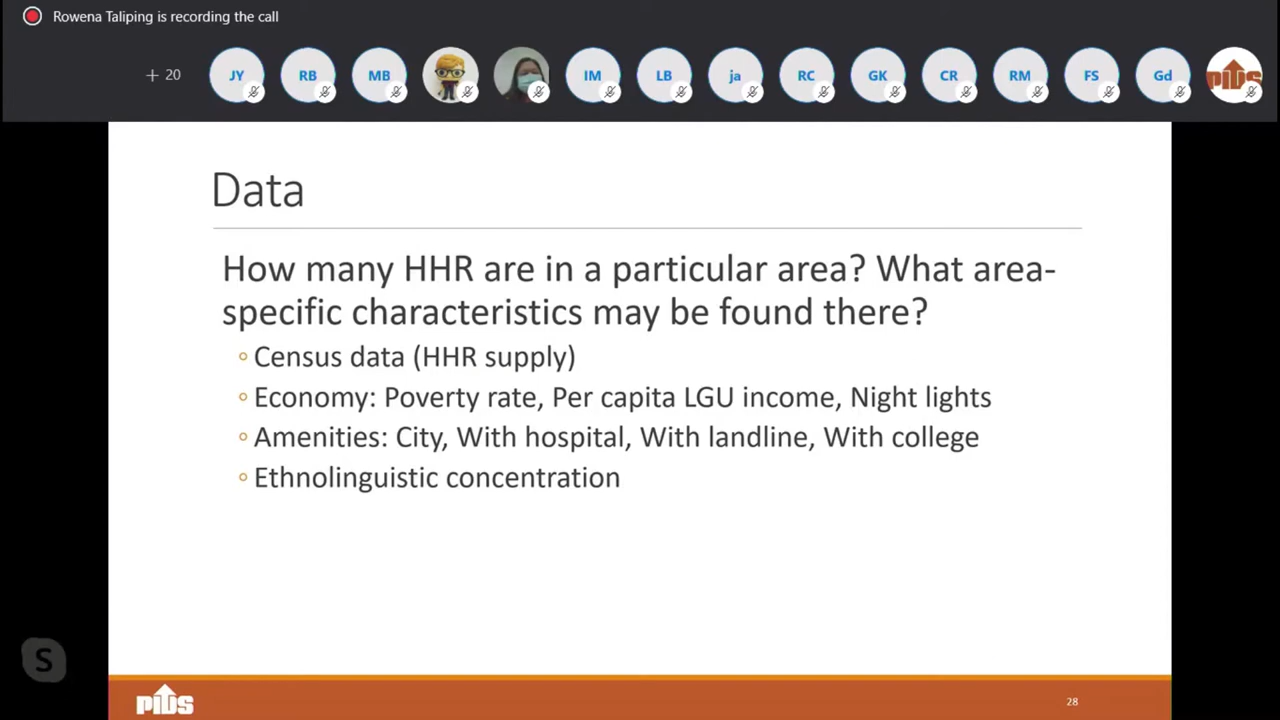 Rowena Taliping is recording the call
+ 20
JY
RB
MB
IM
LB
ja
RC
GK
CR
RM
FS
Gd
PIDS
Data
How many HHR are in a particular area? What area-
specific characteristics may be found there?
Census data (HHR supply)
Economy: Poverty rate, Per capita LGU income, Night lights
Amenities: City, With hospital, With landline, With college
Ethnolinguistic concentration
S
PIDS
28